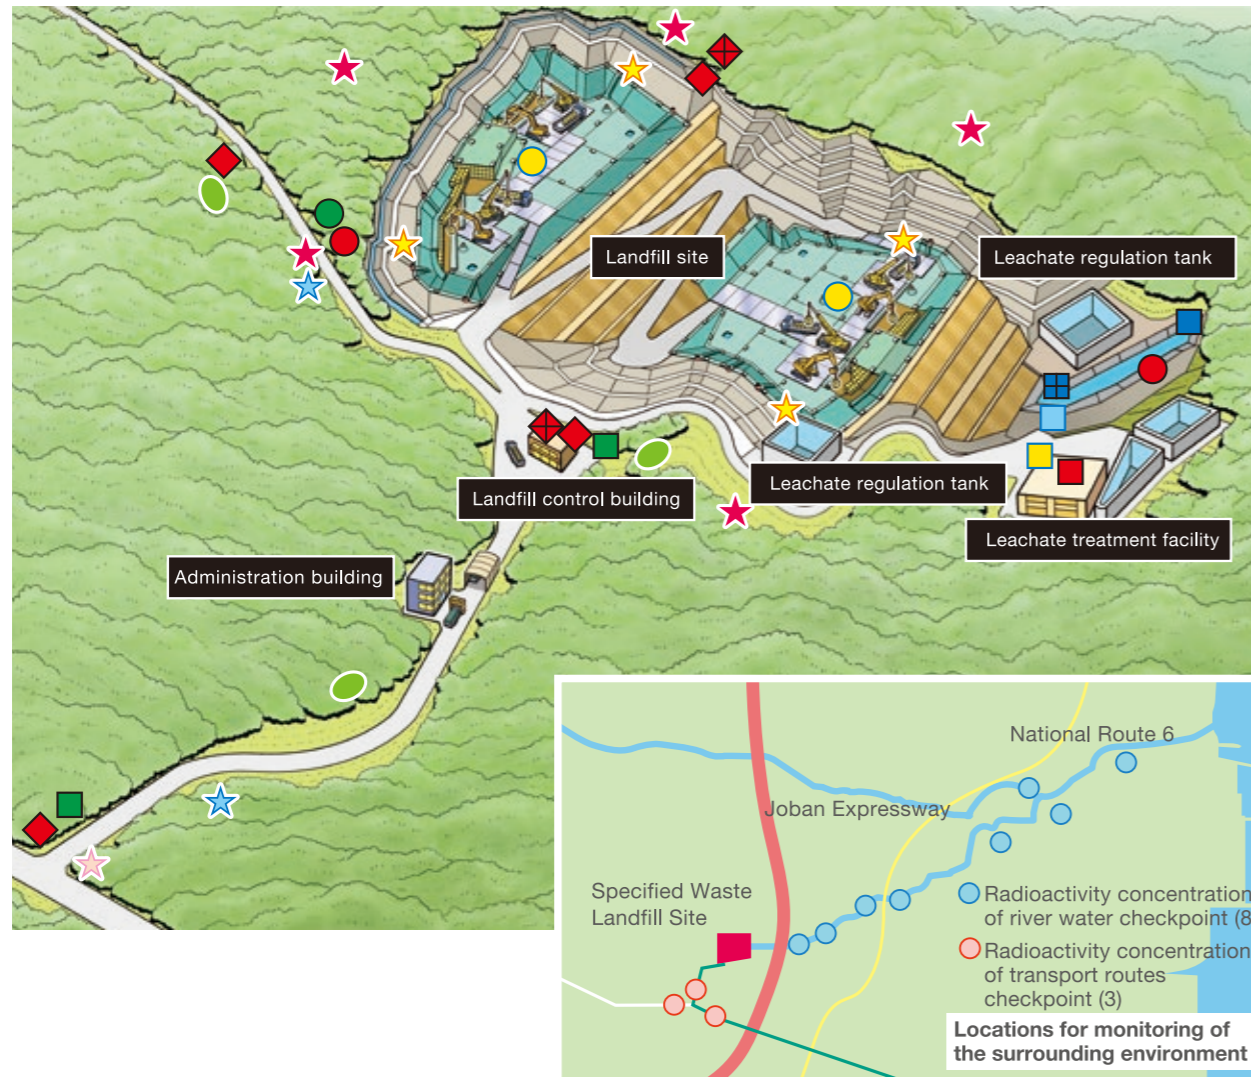 Landfill site
Leachate regulation tank
Landfill control building
Leachate regulation tank
Leachate treatment facility
Administration building
National Route 6
Joban Expressway
Specified Waste
Landfill Site
Radioactivity concentration
of river water checkpoint (8
Radioactivity concentration
of transport routes
checkpoint (3)
Locations for monitoring of
the surrounding environment